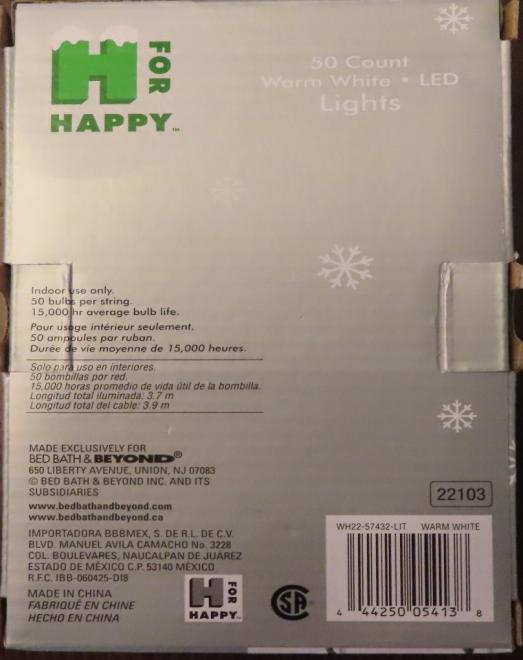 H FOR
HAPPY™
50 Count
Warm White • LED
Lights
Indoor use only.
50 bulbs per string.
15,000 hr average bulb life.
Pour usage intérieur seulement.
50 ampoules par ruban.
Durée de vie moyenne de 15,000 heures.
Solo para uso en interiores.
50 bombillas por red.
15,000 horas promedio de vida útil de la bombilla.
Longitud total iluminada: 3.7 m
Longitud total del cable: 3.9 m
MADE EXCLUSIVELY FOR
BED BATH & BEYOND®
650 LIBERTY AVENUE, UNION, NJ 07083
© BED BATH & BEYOND INC. AND ITS
SUBSIDIARIES
www.bedbathandbeyond.com
www.bedbathandbeyond.ca
IMPORTADORA BBBMEX, S. DE R.L. DE C.V.
BLVD. MANUEL AVILA CAMACHO No. 3228
COL. BOULEVARES, NAUCALPAN DE JUÁREZ
ESTADO DE MÉXICO C.P. 53140 MÉXICO
R.F.C. IBB-060425-DI8
MADE IN CHINA
FABRIQUÉ EN CHINE
HECHO EN CHINA
H FOR
HAPPY™
CSA
22103
WH22-57432-LIT WARM WHITE
4 44250 05413 8